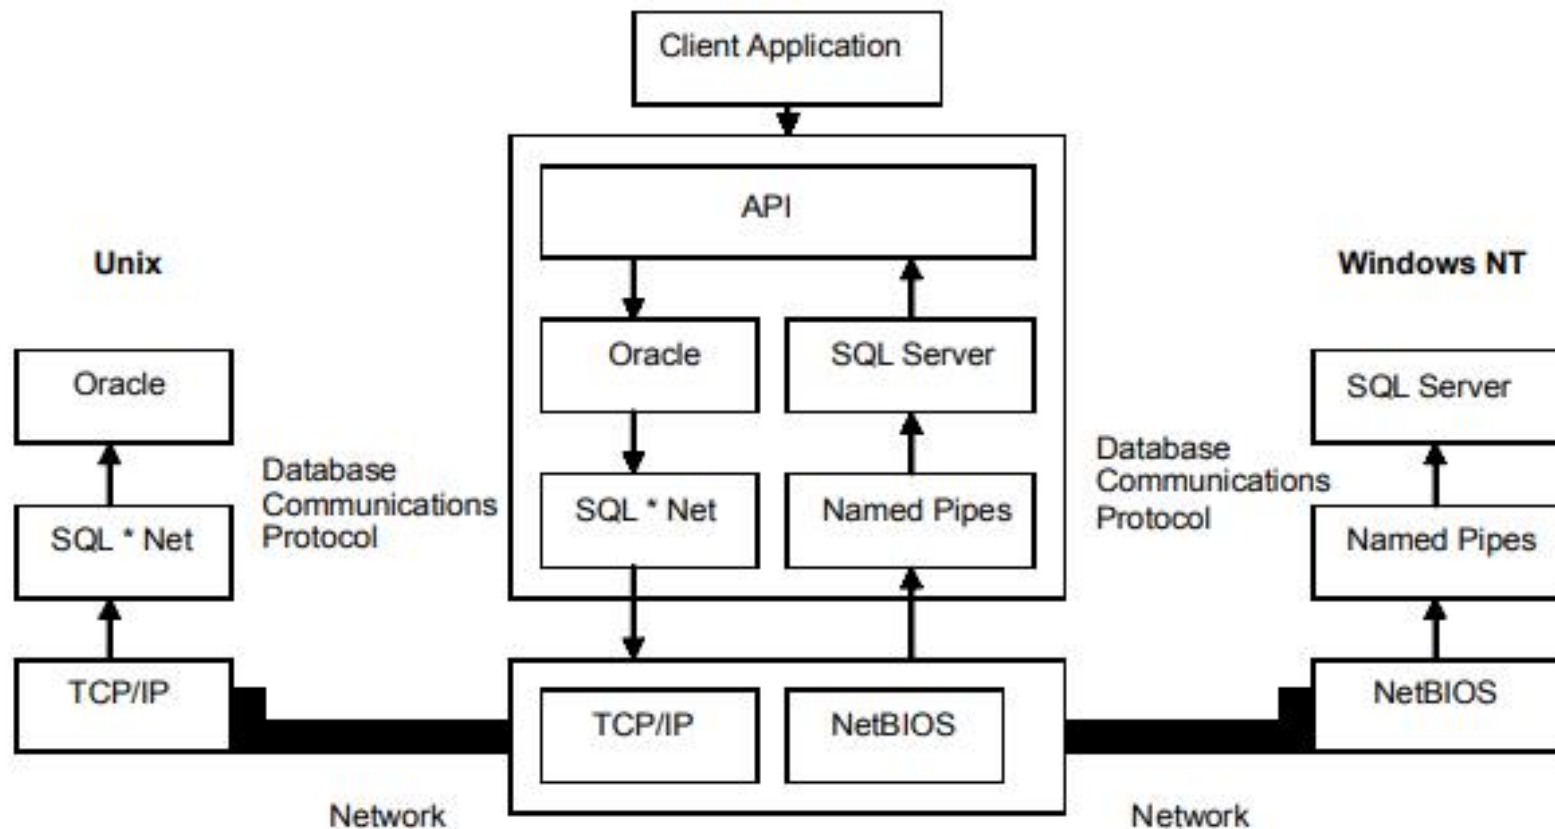 Client Application
API
Unix
Windows NT
Oracle
SQL Server
Oracle
SQL Server
Database
Communications
Protocol
Database
Communications
Protocol
SQL * Net
Named Pipes
SQL * Net
Named Pipes
TCP/IP
NetBIOS
TCP/IP
NetBIOS
Network
Network